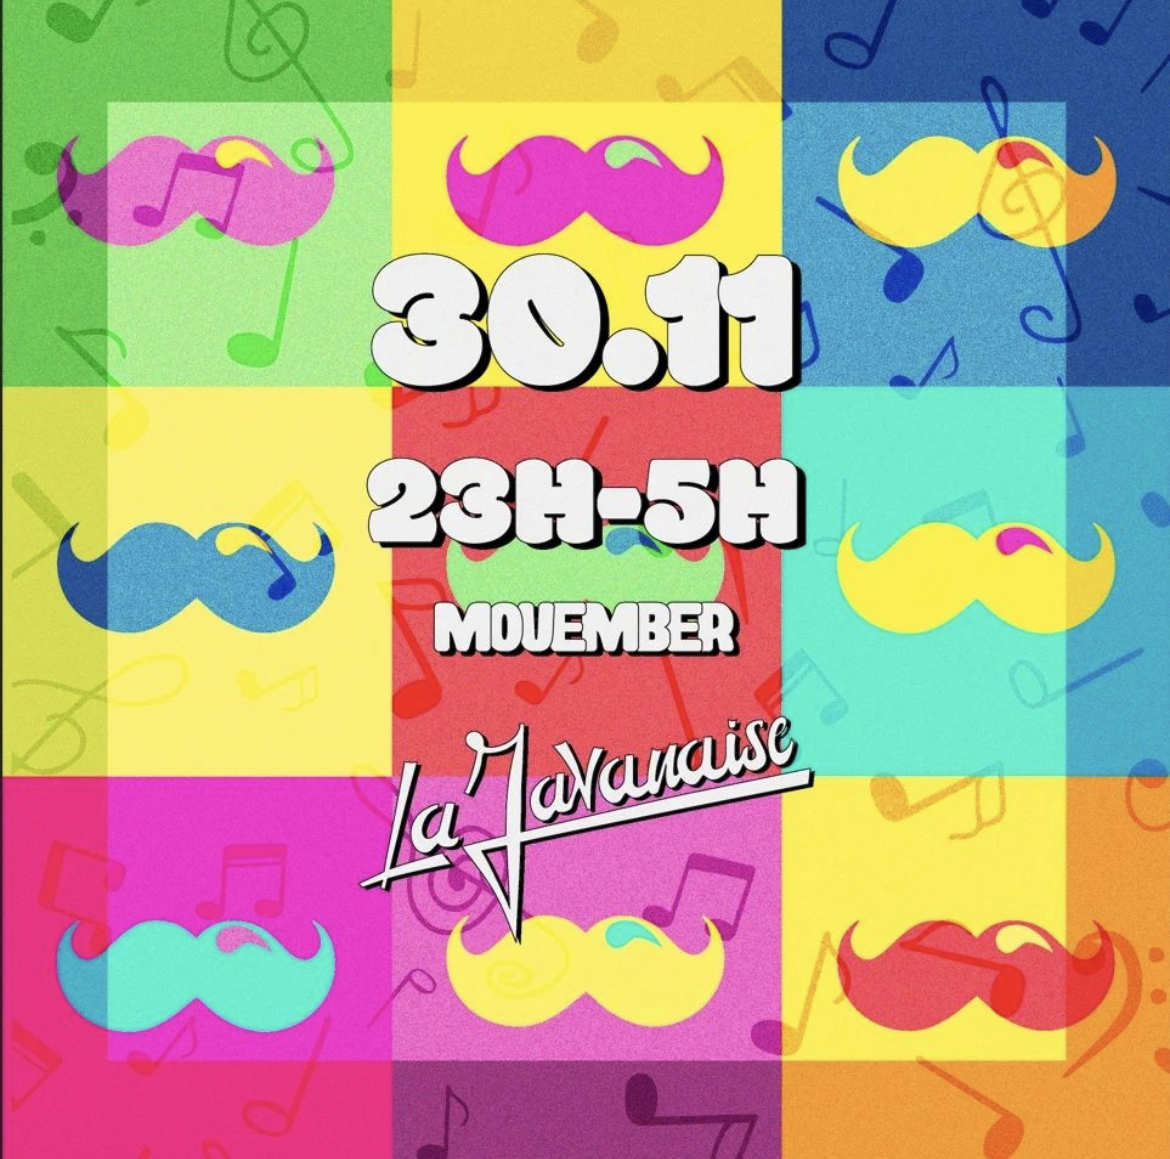 30.11
23H-5H
MOVEMBER
La Javanaise